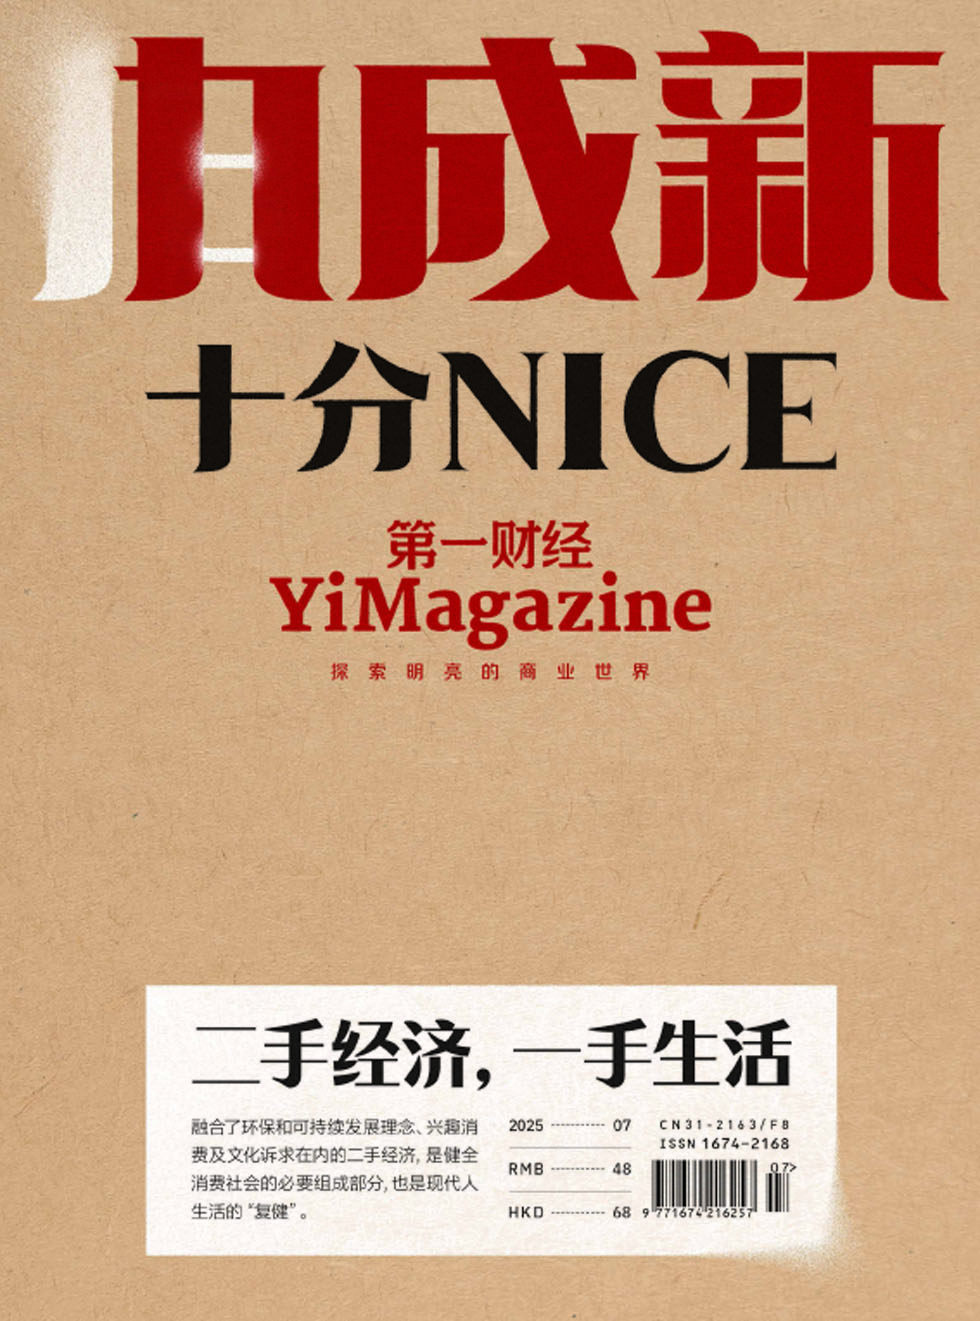 九成新
十分NICE
第一财经
YiMagazine
探索明亮的商业世界
二手经济，一手生活
融合了环保和可持续发展理念、兴趣消
费及文化诉求在内的二手经济，是健全
消费社会的必要组成部分，也是现代人
生活的“复健”。
2025 ---------- 07
RMB ---------- 48
HKD ---------- 68
CN31-2163/F8
ISSN 1674-2168
07>
9 771674 216257